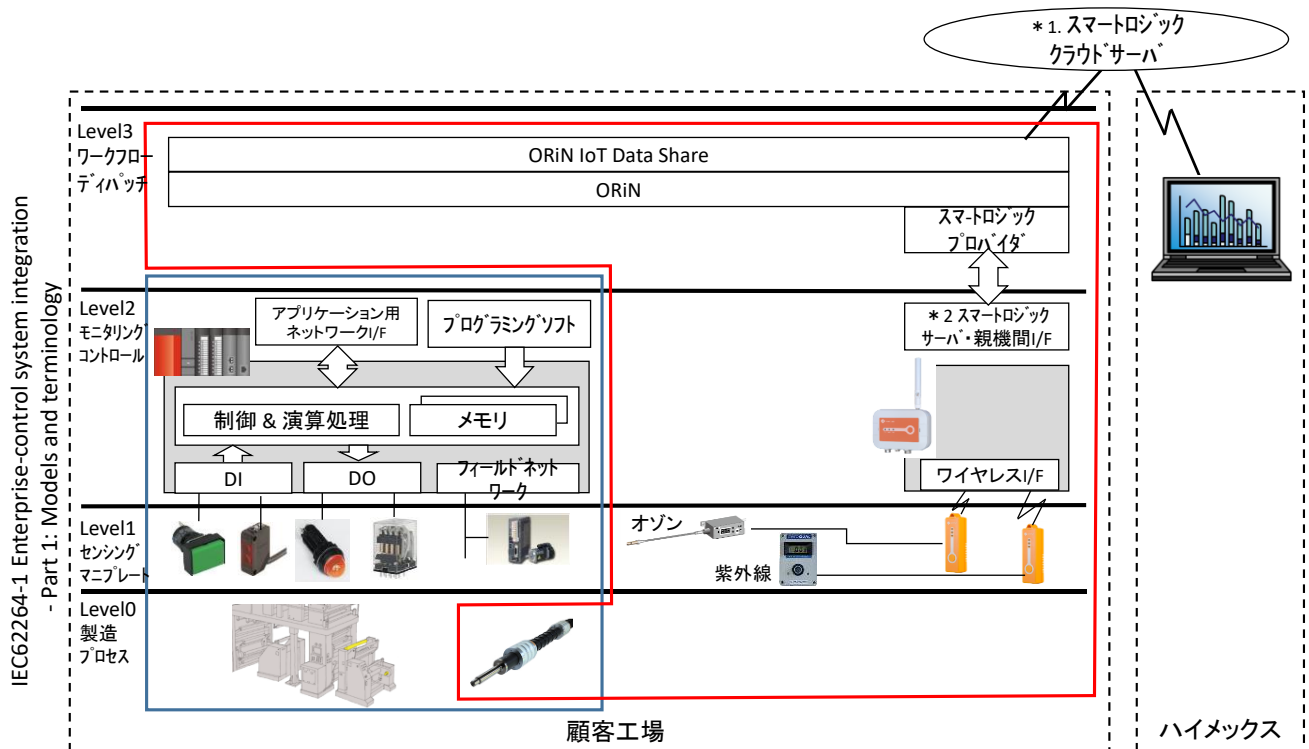 *1. スマートロジック
クラウドサーバ
Level3
ワークフロー
ディパッチ
ORiN IoT Data Share
ORiN
スマ-トロジック
プロバイダ
Level2
モニタリング
コントロール
アプリケーション用
ネットワークI/F
プログラミングソフト
*2 スマートロジック
サーバ・親機間I/F
制御 & 演算処理
メモリ
DI
DO
フィールドネット
ワーク
ワイヤレスI/F
Level1
センシング
マニプレート
オゾン
紫外線
Level0
製造
プロセス
顧客工場
ハイメックス
IEC62264-1 Enterprise-control system integration
- Part 1: Models and terminology